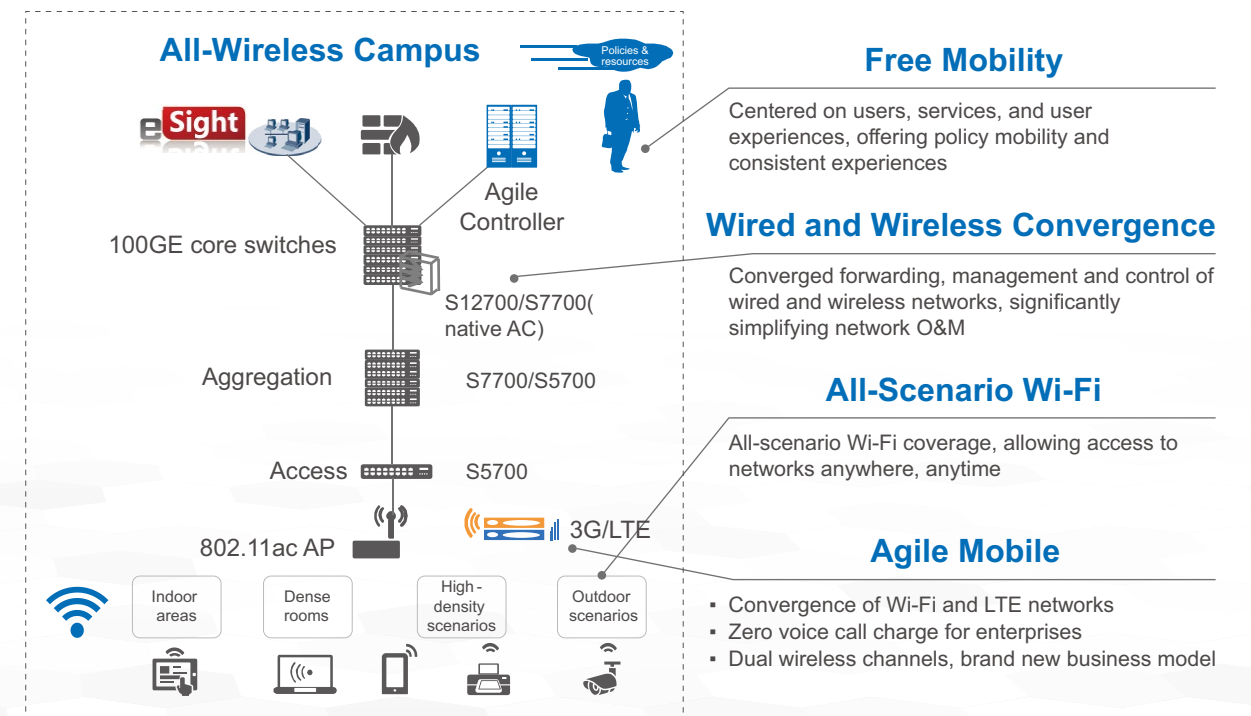 All-Wireless Campus
Policies &
resources
eSight
Agile
Controller
100GE core switches
S12700/S7700(
native AC)
Aggregation
S7700/S5700
Access
S5700
802.11ac AP
3G/LTE
Indoor
areas
Dense
rooms
High-
density
scenarios
Outdoor
scenarios
Free Mobility
Centered on users, services, and user
experiences, offering policy mobility and
consistent experiences
Wired and Wireless Convergence
Converged forwarding, management and control of
wired and wireless networks, significantly
simplifying network O&M
All-Scenario Wi-Fi
All-scenario Wi-Fi coverage, allowing access to
networks anywhere, anytime
Agile Mobile
▪ Convergence of Wi-Fi and LTE networks
▪ Zero voice call charge for enterprises
▪ Dual wireless channels, brand new business model